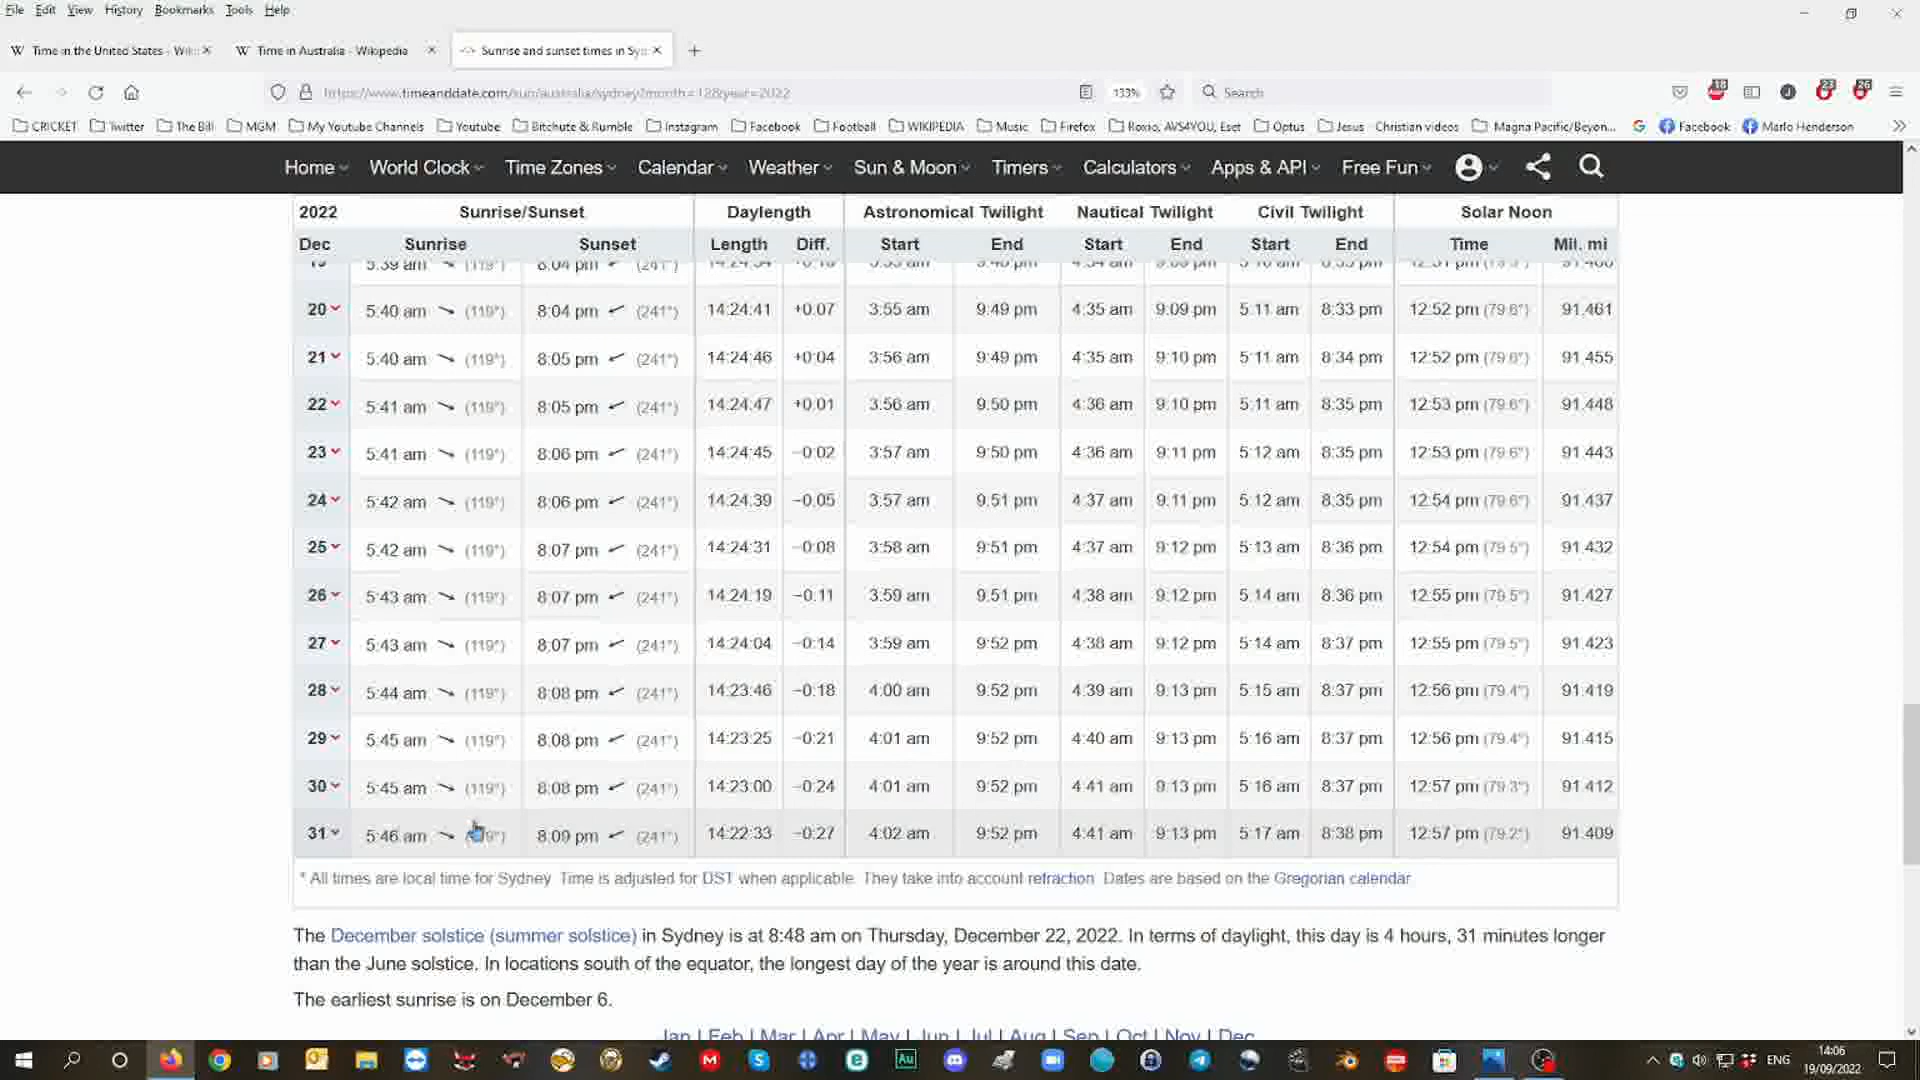 File Edit View History Bookmarks Tools Help
Time in the United States - Wiki
Time in Australia - Wikipedia
Sunrise and sunset times in Syd
https://www.timeanddate.com/sun/australia/sydney?month=12&year=2022
133%
Search
CRICKET Twitter The Bill MGM My Youtube Channels Youtube Bitchute & Rumble Instagram Facebook Football WIKIPEDIA Music Firefox Roxio, AVS4YOU, Eset Optus Jesus - Christian videos Magna Pacific/Beyon... Facebook Marlo Henderson
Home World Clock Time Zones Calendar Weather Sun & Moon Timers Calculators Apps & API Free Fun
2022 Sunrise/Sunset Daylength Astronomical Twilight Nautical Twilight Civil Twilight Solar Noon
Dec Sunrise Sunset Length Diff. Start End Start End Start End Time Mil. mi
20 5:40 am (119°) 8:04 pm (241°) 14:24:41 +0:07 3:55 am 9:49 pm 4:35 am 9:09 pm 5:11 am 8:33 pm 12:52 pm (79.6°) 91.461
21 5:40 am (119°) 8:05 pm (241°) 14:24:46 +0:04 3:56 am 9:49 pm 4:35 am 9:10 pm 5:11 am 8:34 pm 12:52 pm (79.6°) 91.455
22 5:41 am (119°) 8:05 pm (241°) 14:24:47 +0:01 3:56 am 9:50 pm 4:36 am 9:10 pm 5:11 am 8:35 pm 12:53 pm (79.6°) 91.448
23 5:41 am (119°) 8:06 pm (241°) 14:24:45 −0:02 3:57 am 9:50 pm 4:36 am 9:11 pm 5:12 am 8:35 pm 12:53 pm (79.6°) 91.443
24 5:42 am (119°) 8:06 pm (241°) 14:24:39 −0:05 3:57 am 9:51 pm 4:37 am 9:11 pm 5:12 am 8:35 pm 12:54 pm (79.6°) 91.437
25 5:42 am (119°) 8:07 pm (241°) 14:24:31 −0:08 3:58 am 9:51 pm 4:37 am 9:12 pm 5:13 am 8:36 pm 12:54 pm (79.5°) 91.432
26 5:43 am (119°) 8:07 pm (241°) 14:24:19 −0:11 3:59 am 9:51 pm 4:38 am 9:12 pm 5:14 am 8:36 pm 12:55 pm (79.5°) 91.427
27 5:43 am (119°) 8:07 pm (241°) 14:24:04 −0:14 3:59 am 9:52 pm 4:38 am 9:12 pm 5:14 am 8:37 pm 12:55 pm (79.5°) 91.423
28 5:44 am (119°) 8:08 pm (241°) 14:23:46 −0:18 4:00 am 9:52 pm 4:39 am 9:13 pm 5:15 am 8:37 pm 12:56 pm (79.4°) 91.419
29 5:45 am (119°) 8:08 pm (241°) 14:23:25 −0:21 4:01 am 9:52 pm 4:40 am 9:13 pm 5:16 am 8:37 pm 12:56 pm (79.4°) 91.415
30 5:45 am (119°) 8:08 pm (241°) 14:23:00 −0:24 4:01 am 9:52 pm 4:41 am 9:13 pm 5:16 am 8:37 pm 12:57 pm (79.3°) 91.412
31 5:46 am 8:09 pm (241°) 14:22:33 −0:27 4:02 am 9:52 pm 4:41 am 9:13 pm 5:17 am 8:38 pm 12:57 pm (79.2°) 91.409
* All times are local time for Sydney. Time is adjusted for DST when applicable. They take into account refraction. Dates are based on the Gregorian calendar
The December solstice (summer solstice) in Sydney is at 8:48 am on Thursday, December 22, 2022. In terms of daylight, this day is 4 hours, 31 minutes longer
than the June solstice. In locations south of the equator, the longest day of the year is around this date.
The earliest sunrise is on December 6.
Jan | Feb | Mar | Apr | May | Jun | Jul | Aug | Sep | Oct | Nov | Dec
ENG
14:06
19/09/2022